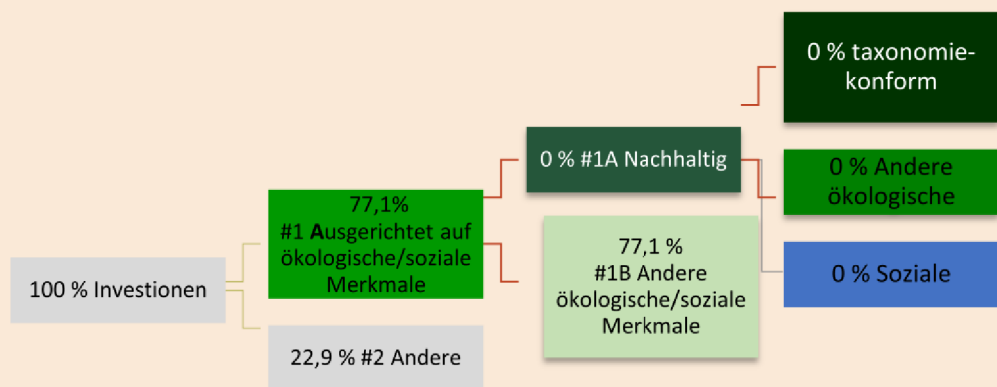 0 % taxonomie-
konform
0 % #1A Nachhaltig
0 % Andere
ökologische
77,1%
#1 Ausgerichtet auf
ökologische/soziale
Merkmale
77,1 %
#1B Andere
ökologische/soziale
Merkmale
0 % Soziale
100 % Investionen
22,9 % #2 Andere